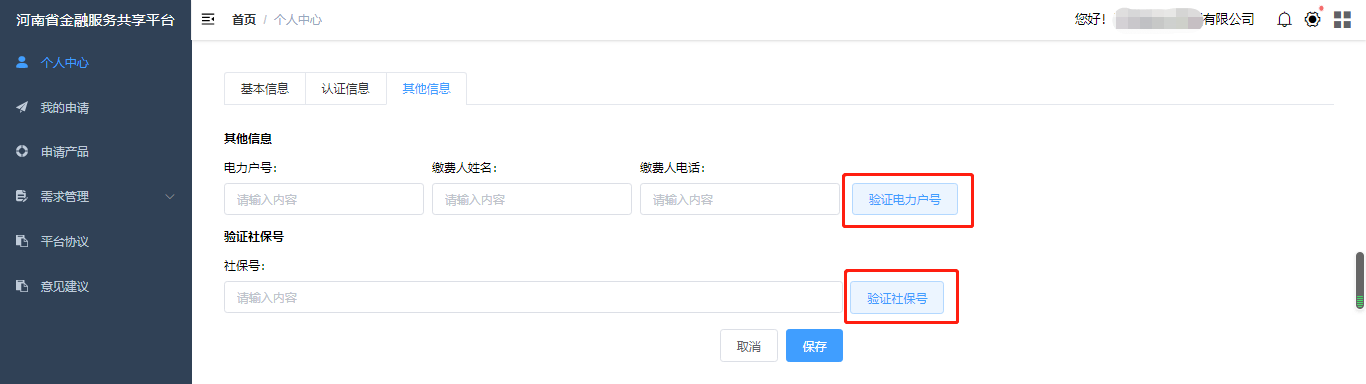 河南省金融服务共享平台
首页 / 个人中心
您好！ 有限公司
个人中心
我的申请
申请产品
需求管理
平台协议
意见建议
基本信息 认证信息 其他信息
其他信息
电力户号: 缴费人姓名: 缴费人电话:
请输入内容 请输入内容 请输入内容 验证电力户号
验证社保号
社保号:
请输入内容 验证社保号
取消 保存